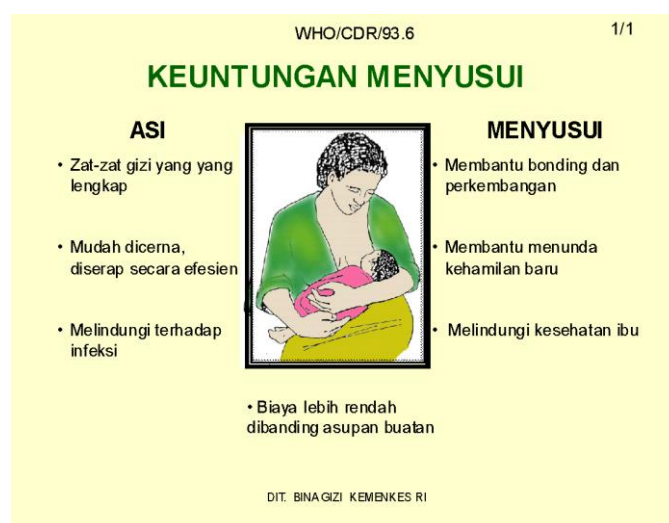 WHO/CDR/93.6
1/1
KEUNTUNGAN MENYUSUI
ASI
• Zat-zat gizi yang yang
lengkap
• Mudah dicerna,
diserap secara efesien
• Melindungi terhadap
infeksi
MENYUSUI
• Membantu bonding dan
perkembangan
• Membantu menunda
kehamilan baru
• Melindungi kesehatan ibu
• Biaya lebih rendah
dibanding asupan buatan
DIT. BINA GIZI KEMENKES RI